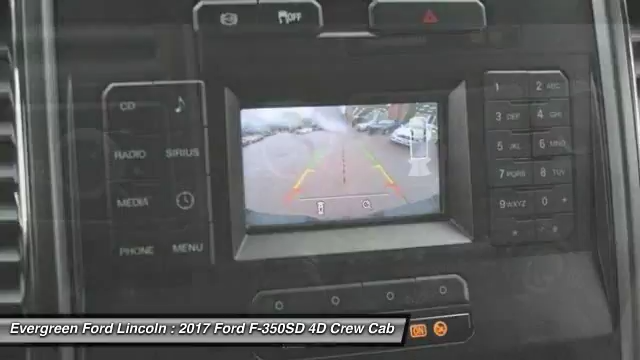 OFF
CD
1
2 ABC
3 DEF
4 GHI
RADIO
SIRIUS
5 JKL
6 MNO
7 PQRS
8 TUV
MEDIA
9 WXYZ
0 +
PHONE
MENU
*
#
Evergreen Ford Lincoln : 2017 Ford F-350SD 4D Crew Cab
ON